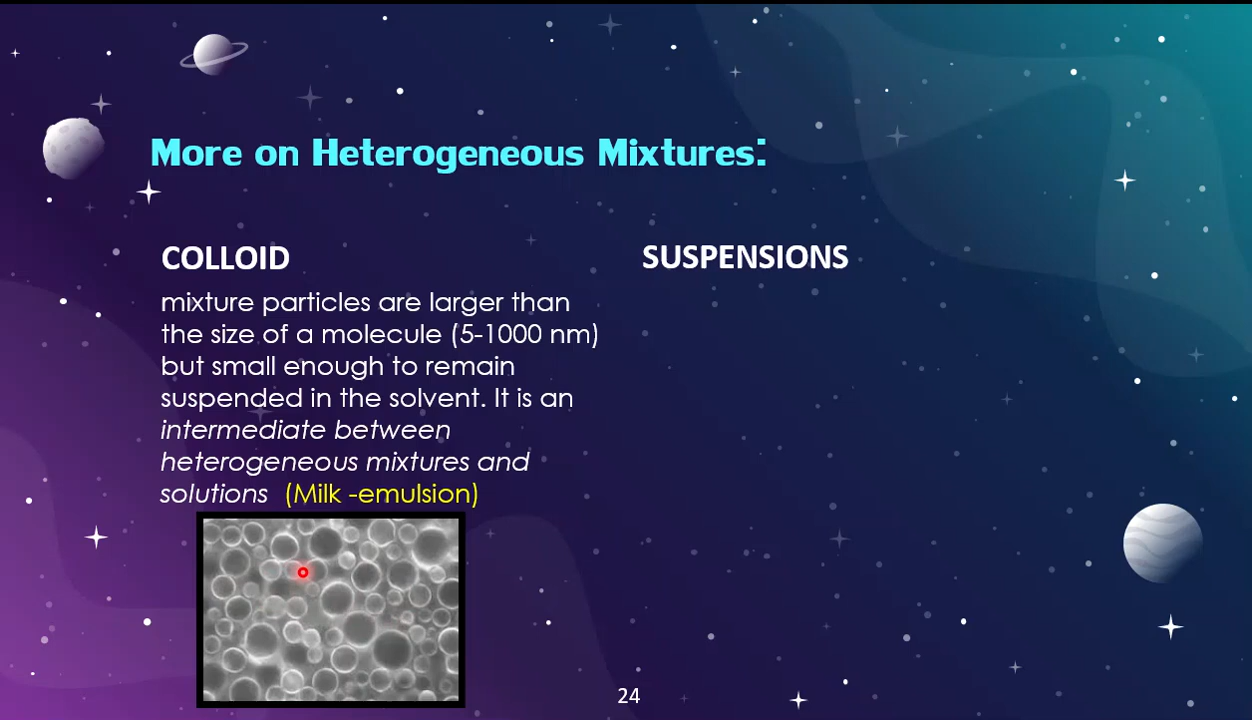 More on Heterogeneous Mixtures:
COLLOID
mixture particles are larger than
the size of a molecule (5-1000 nm)
but small enough to remain
suspended in the solvent. It is an
intermediate between
heterogeneous mixtures and
solutions (Milk -emulsion)
SUSPENSIONS
24